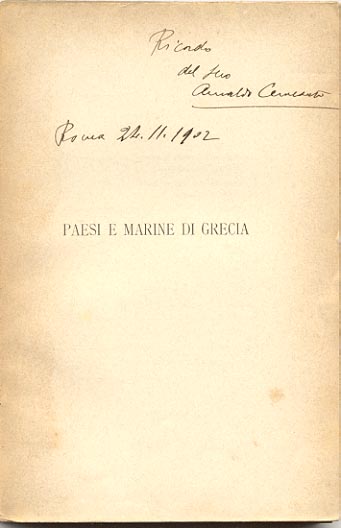 Ricordo
del suo
Arnaldo Cervesato
Roma 24.11.1902
PAESI E MARINE DI GRECIA